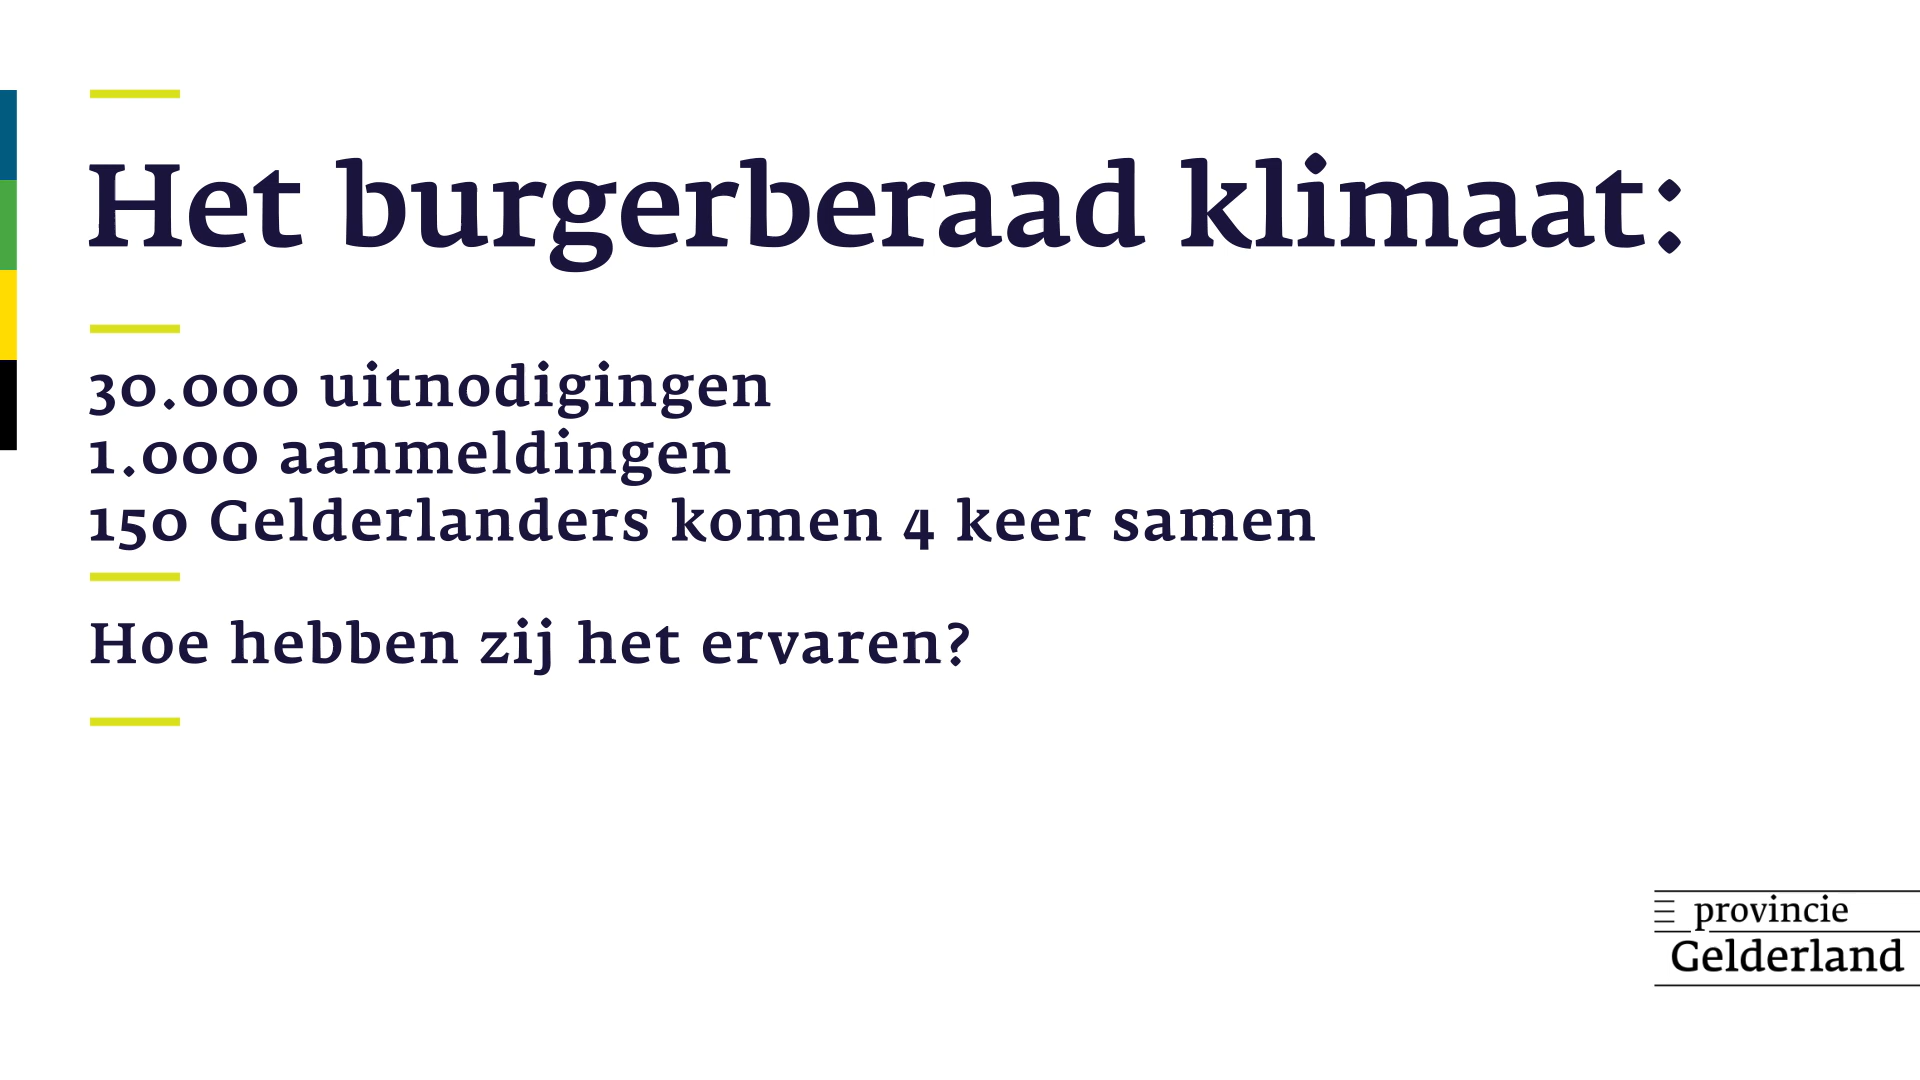 Het burgerberaad klimaat:
30.000 uitnodigingen
1.000 aanmeldingen
150 Gelderlanders komen 4 keer samen
Hoe hebben zij het ervaren?
provincie
Gelderland